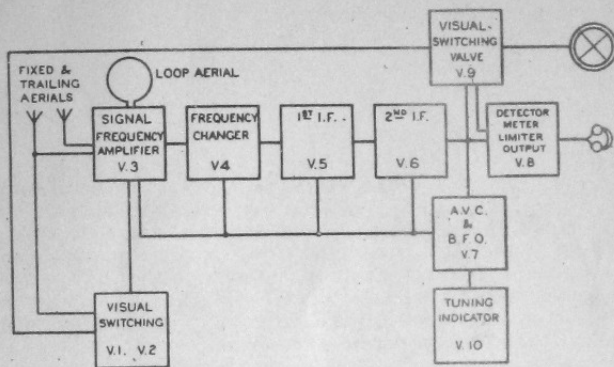 FIXED &
TRAILING
AERIALS
LOOP AERIAL
SIGNAL
FREQUENCY
AMPLIFIER
V.3
FREQUENCY
CHANGER
V4
1ST I.F.
V.5
2ND I.F.
V.6
VISUAL-
SWITCHING
VALVE
V.9
DETECTOR
METER
LIMITER
OUTPUT
V.8
A.V.C.
&
B.F.O.
V.7
VISUAL
SWITCHING
V.1. V.2
TUNING
INDICATOR
V.10